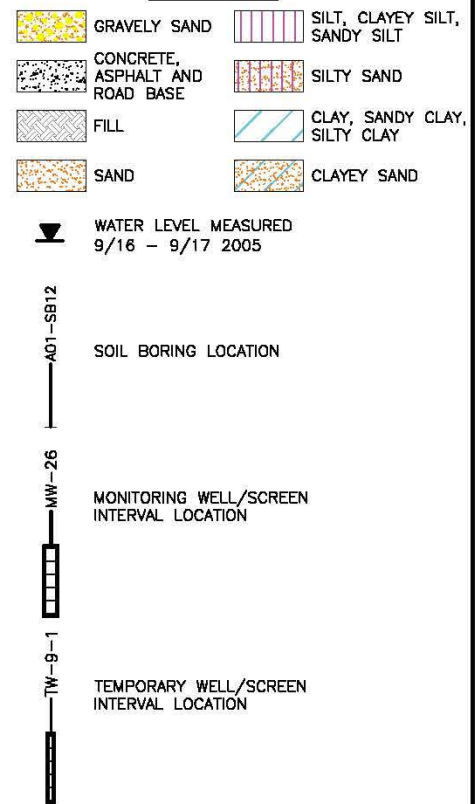 GRAVELY SAND
SILT, CLAYEY SILT,
SANDY SILT
CONCRETE,
ASPHALT AND
ROAD BASE
SILTY SAND
FILL
CLAY, SANDY CLAY,
SILTY CLAY
SAND
CLAYEY SAND
WATER LEVEL MEASURED
9/16 - 9/17 2005
A01-SB12
SOIL BORING LOCATION
MW-26
MONITORING WELL/SCREEN
INTERVAL LOCATION
TW-9-1
TEMPORARY WELL/SCREEN
INTERVAL LOCATION